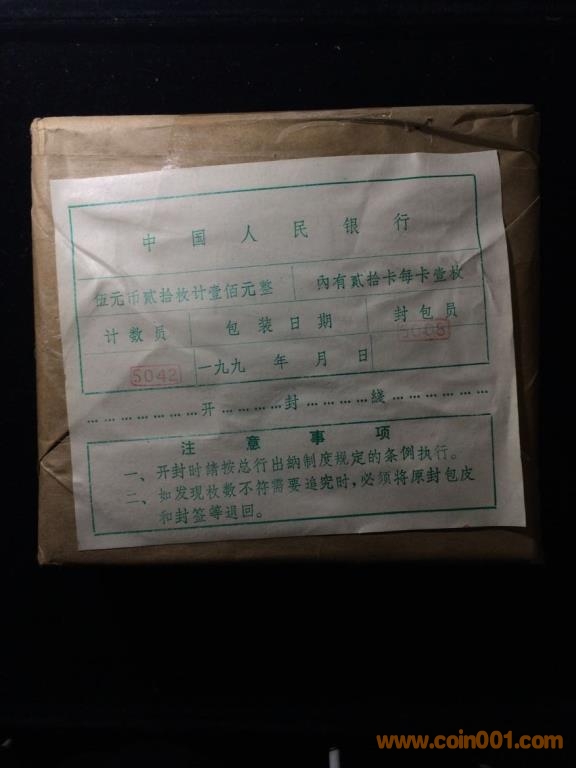 中国人民银行
伍元币贰拾枚计壹佰元整 內有贰拾卡每卡壹枚
计数员 包装日期 封包员
5042 一九九 年 月 日 5008
………………开………封………綫………………
注意事项
一、开封时请按总行出纳制度规定的条例执行。
二、如发现枚数不符需要追究时，必须将原封包皮
和封签等退回。
www.coin001.com